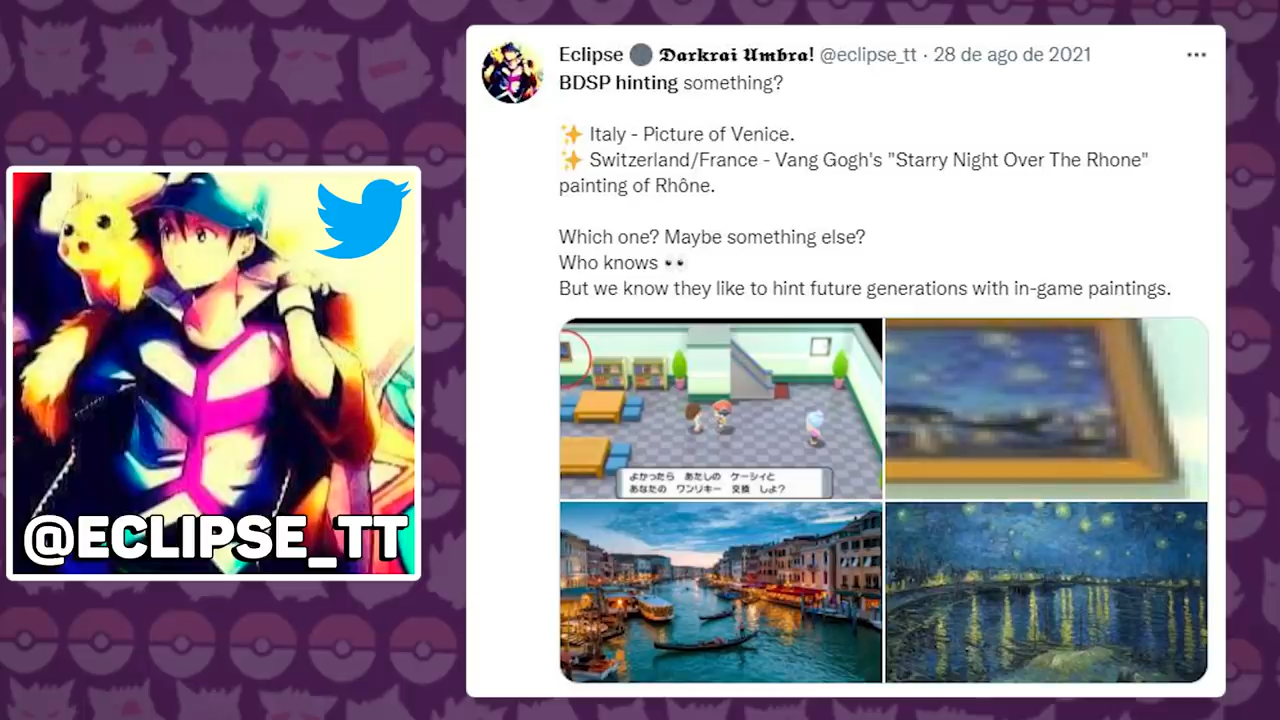 Eclipse 🌑 𝕯𝖆𝖗𝖐𝖗𝖆𝖎 𝖀𝖒𝖇𝖗𝖆! @eclipse_tt · 28 de ago de 2021
BDSP hinting something?
✨ Italy - Picture of Venice.
✨ Switzerland/France - Vang Gogh's "Starry Night Over The Rhone"
painting of Rhône.
Which one? Maybe something else?
Who knows 👀
But we know they like to hint future generations with in-game paintings.
よかったら あたしの ケーシィと
あなたの ワンリキー 交換 しよ?
@ECLIPSE_TT